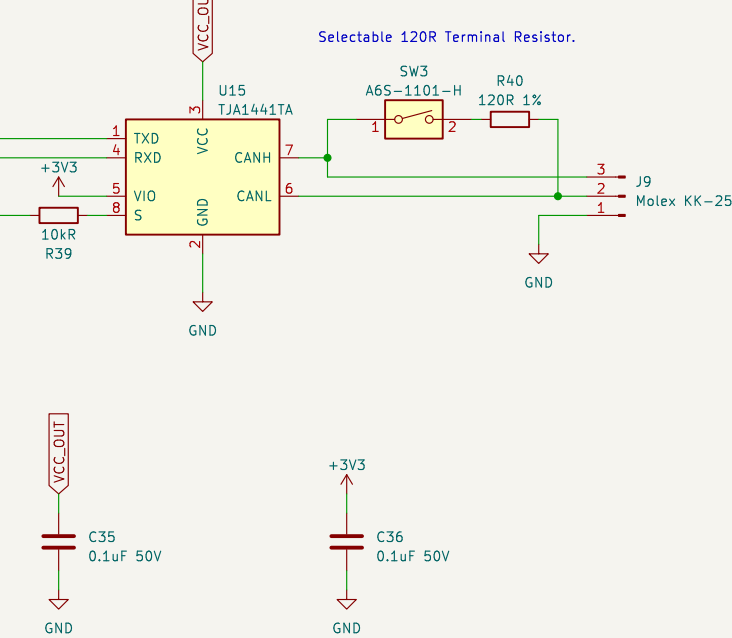 VCC_OU
Selectable 120R Terminal Resistor.
SW3
A6S-1101-H
R40
120R 1%
1
2
U15
TJA1441TA
3
VCC
1
TXD
4
RXD
CANH
7
+3V3
5
VIO
CANL
6
8
S
GND
2
10kR
R39
GND
3
2
1
J9
Molex KK-25
GND
VCC_OUT
C35
0.1uF 50V
GND
+3V3
C36
0.1uF 50V
GND